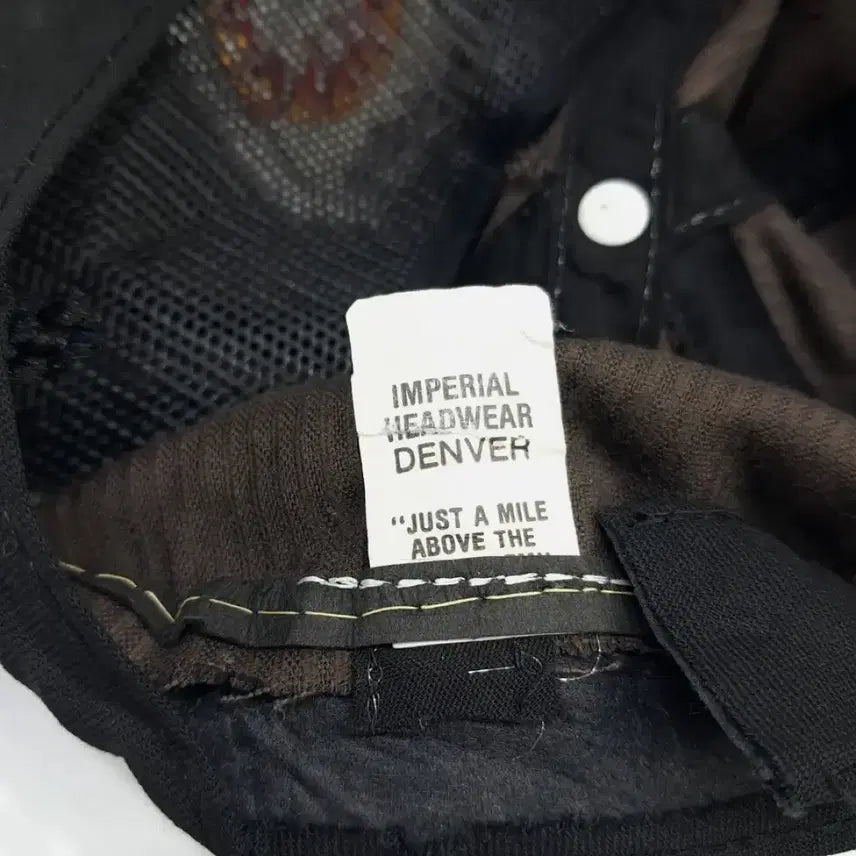 IMPERIAL
HEADWEAR
DENVER
"JUST A MILE
ABOVE THE